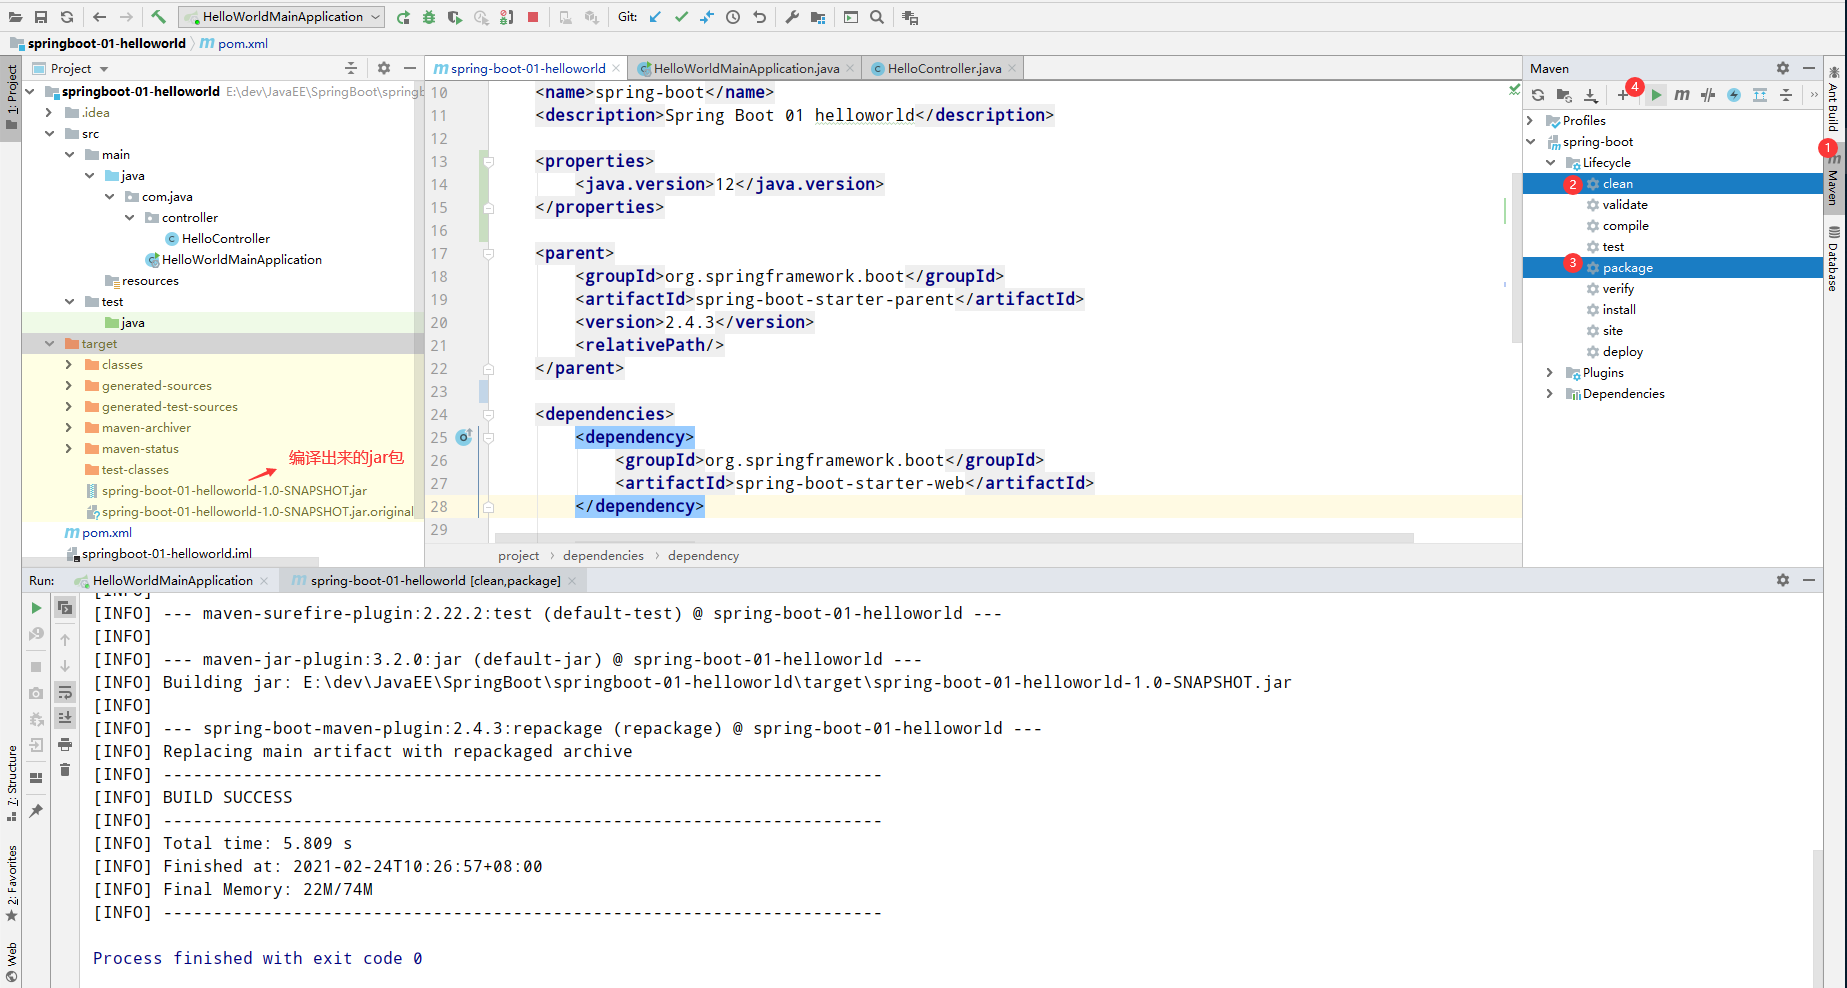 HelloWorldMainApplication
Git:
springboot-01-helloworld
pom.xml
1: Project
7: Structure
2: Favorites
Web
Project
springboot-01-helloworld E:\dev\JavaEE\SpringBoot\springb
.idea
src
main
java
com.java
controller
HelloController
HelloWorldMainApplication
resources
test
java
target
classes
generated-sources
generated-test-sources
maven-archiver
maven-status
test-classes
编译出来的jar包
spring-boot-01-helloworld-1.0-SNAPSHOT.jar
spring-boot-01-helloworld-1.0-SNAPSHOT.jar.original
pom.xml
springboot-01-helloworld.iml
spring-boot-01-helloworld
HelloWorldMainApplication.java
HelloController.java
10 <name>spring-boot</name>
11 <description>Spring Boot 01 helloworld</description>
12
13 <properties>
14 <java.version>12</java.version>
15 </properties>
16
17 <parent>
18 <groupId>org.springframework.boot</groupId>
19 <artifactId>spring-boot-starter-parent</artifactId>
20 <version>2.4.3</version>
21 <relativePath/>
22 </parent>
23
24 <dependencies>
25 <dependency>
26 <groupId>org.springframework.boot</groupId>
27 <artifactId>spring-boot-starter-web</artifactId>
28 </dependency>
29
project › dependencies › dependency
Maven
4
Profiles
spring-boot
Lifecycle
2 clean
validate
compile
test
3 package
verify
install
site
deploy
Plugins
Dependencies
Ant Build
1
Maven
Database
Run:
HelloWorldMainApplication
spring-boot-01-helloworld [clean,package]
[INFO]
[INFO] --- maven-surefire-plugin:2.22.2:test (default-test) @ spring-boot-01-helloworld ---
[INFO]
[INFO] --- maven-jar-plugin:3.2.0:jar (default-jar) @ spring-boot-01-helloworld ---
[INFO] Building jar: E:\dev\JavaEE\SpringBoot\springboot-01-helloworld\target\spring-boot-01-helloworld-1.0-SNAPSHOT.jar
[INFO]
[INFO] --- spring-boot-maven-plugin:2.4.3:repackage (repackage) @ spring-boot-01-helloworld ---
[INFO] Replacing main artifact with repackaged archive
[INFO] ------------------------------------------------------------------------
[INFO] BUILD SUCCESS
[INFO] ------------------------------------------------------------------------
[INFO] Total time: 5.809 s
[INFO] Finished at: 2021-02-24T10:26:57+08:00
[INFO] Final Memory: 22M/74M
[INFO] ------------------------------------------------------------------------
Process finished with exit code 0